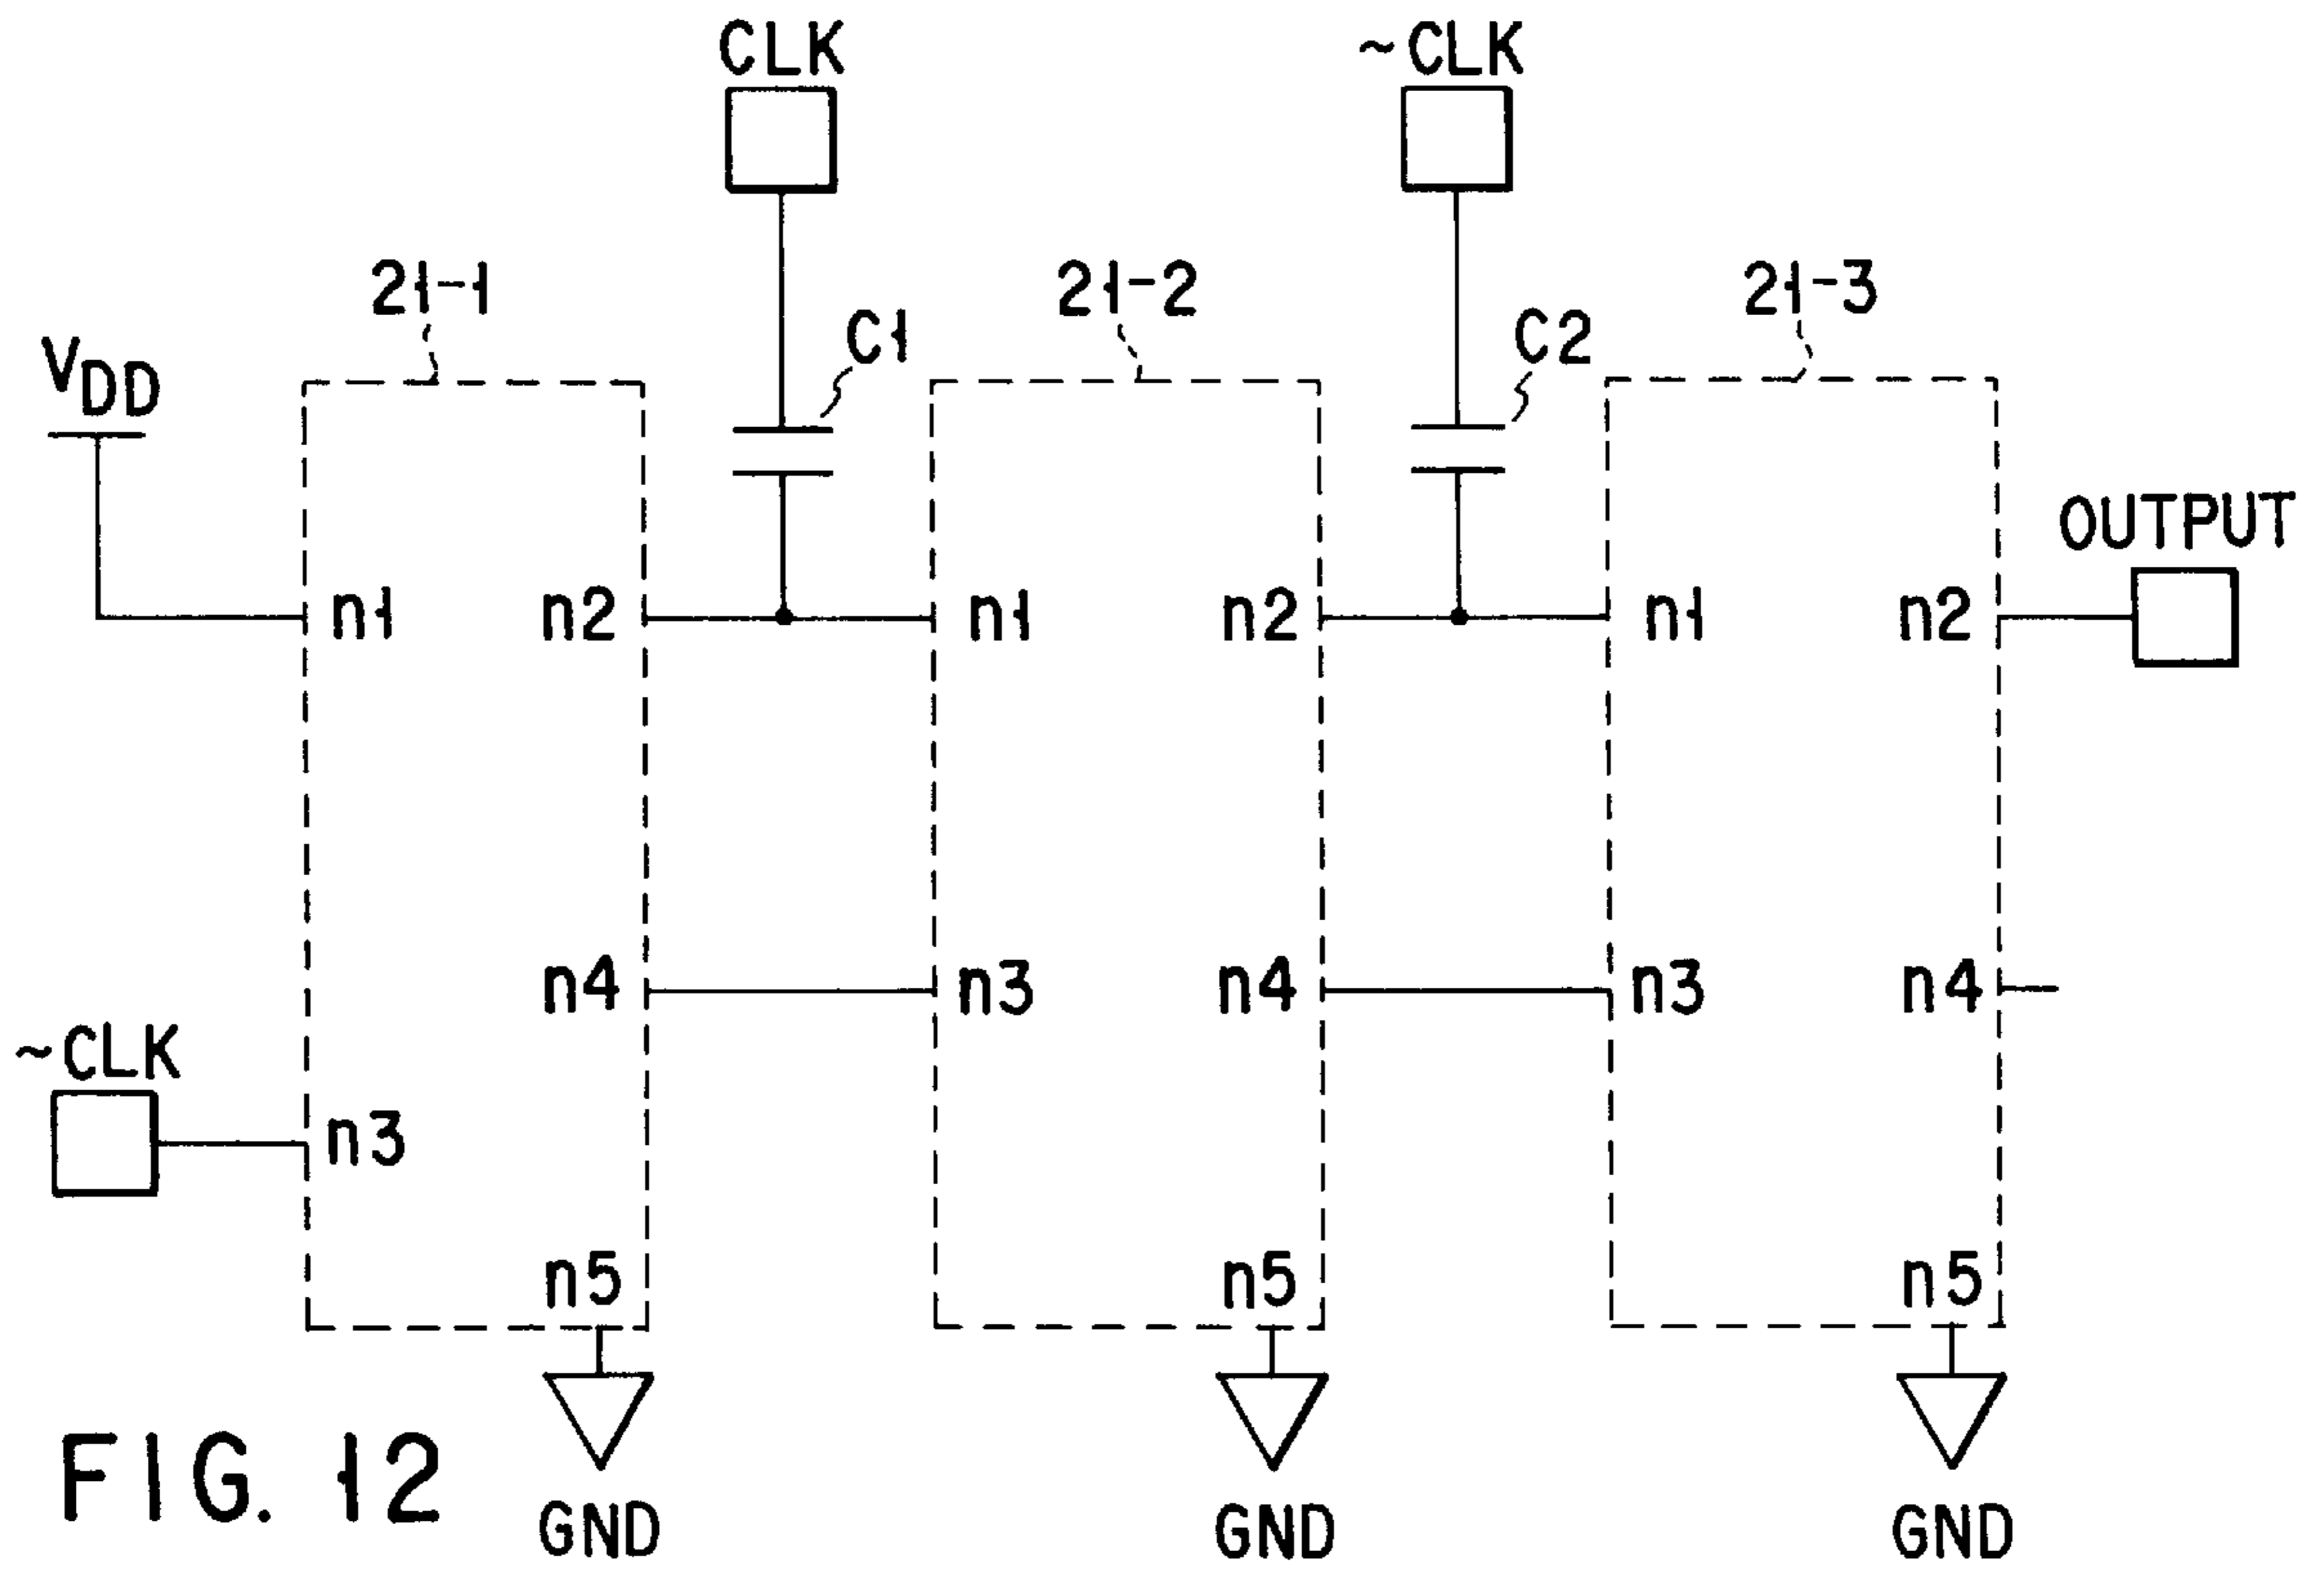 CLK
~CLK
21-1
21-2
21-3
C1
C2
VDD
OUTPUT
n1
n2
n1
n2
n1
n2
n4
n3
n4
n3
n4
~CLK
n3
n5
n5
n5
GND
GND
GND
FIG. 12